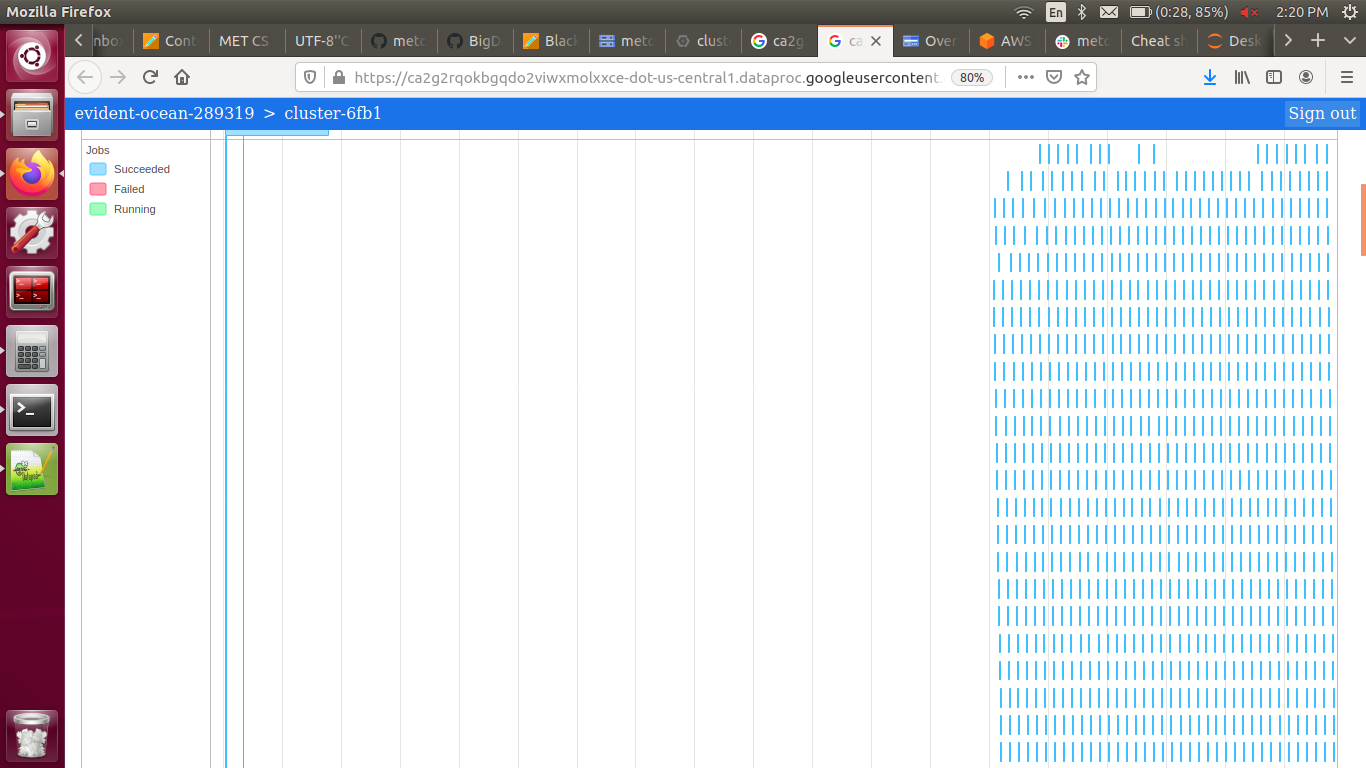 Mozilla Firefox
En
(0:28, 85%)
2:20 PM
nbo
Cont
MET CS
UTF-8''C
metc
BigD
Blac
metc
clust
ca2g
ca
Over
AWS
metc
Cheat sh
Desk
https://ca2g2rqokbgqdo2viwxmolxxce-dot-us-central1.dataproc.googleusercontent.
80%
evident-ocean-289319 > cluster-6fb1
Sign out
Jobs
Succeeded
Failed
Running